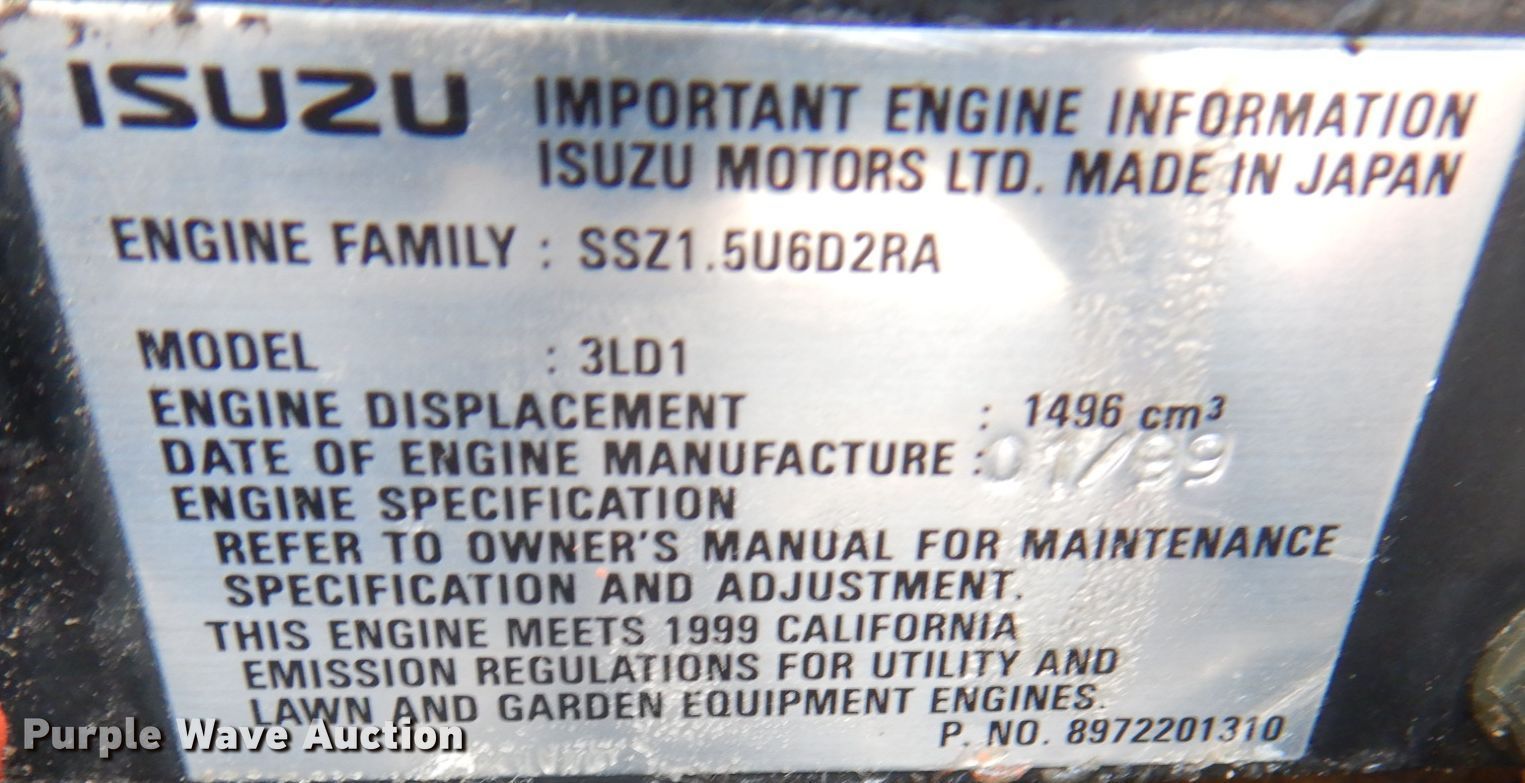 ISUZU IMPORTANT ENGINE INFORMATION
ISUZU MOTORS LTD. MADE IN JAPAN
ENGINE FAMILY : SSZ1.5U6D2RA
MODEL : 3LD1
ENGINE DISPLACEMENT : 1496 cm³
DATE OF ENGINE MANUFACTURE : 01/99
ENGINE SPECIFICATION
REFER TO OWNER'S MANUAL FOR MAINTENANCE
SPECIFICATION AND ADJUSTMENT.
THIS ENGINE MEETS 1999 CALIFORNIA
EMISSION REGULATIONS FOR UTILITY AND
LAWN AND GARDEN EQUIPMENT ENGINES.
P. NO. 8972201310
Purple Wave Auction